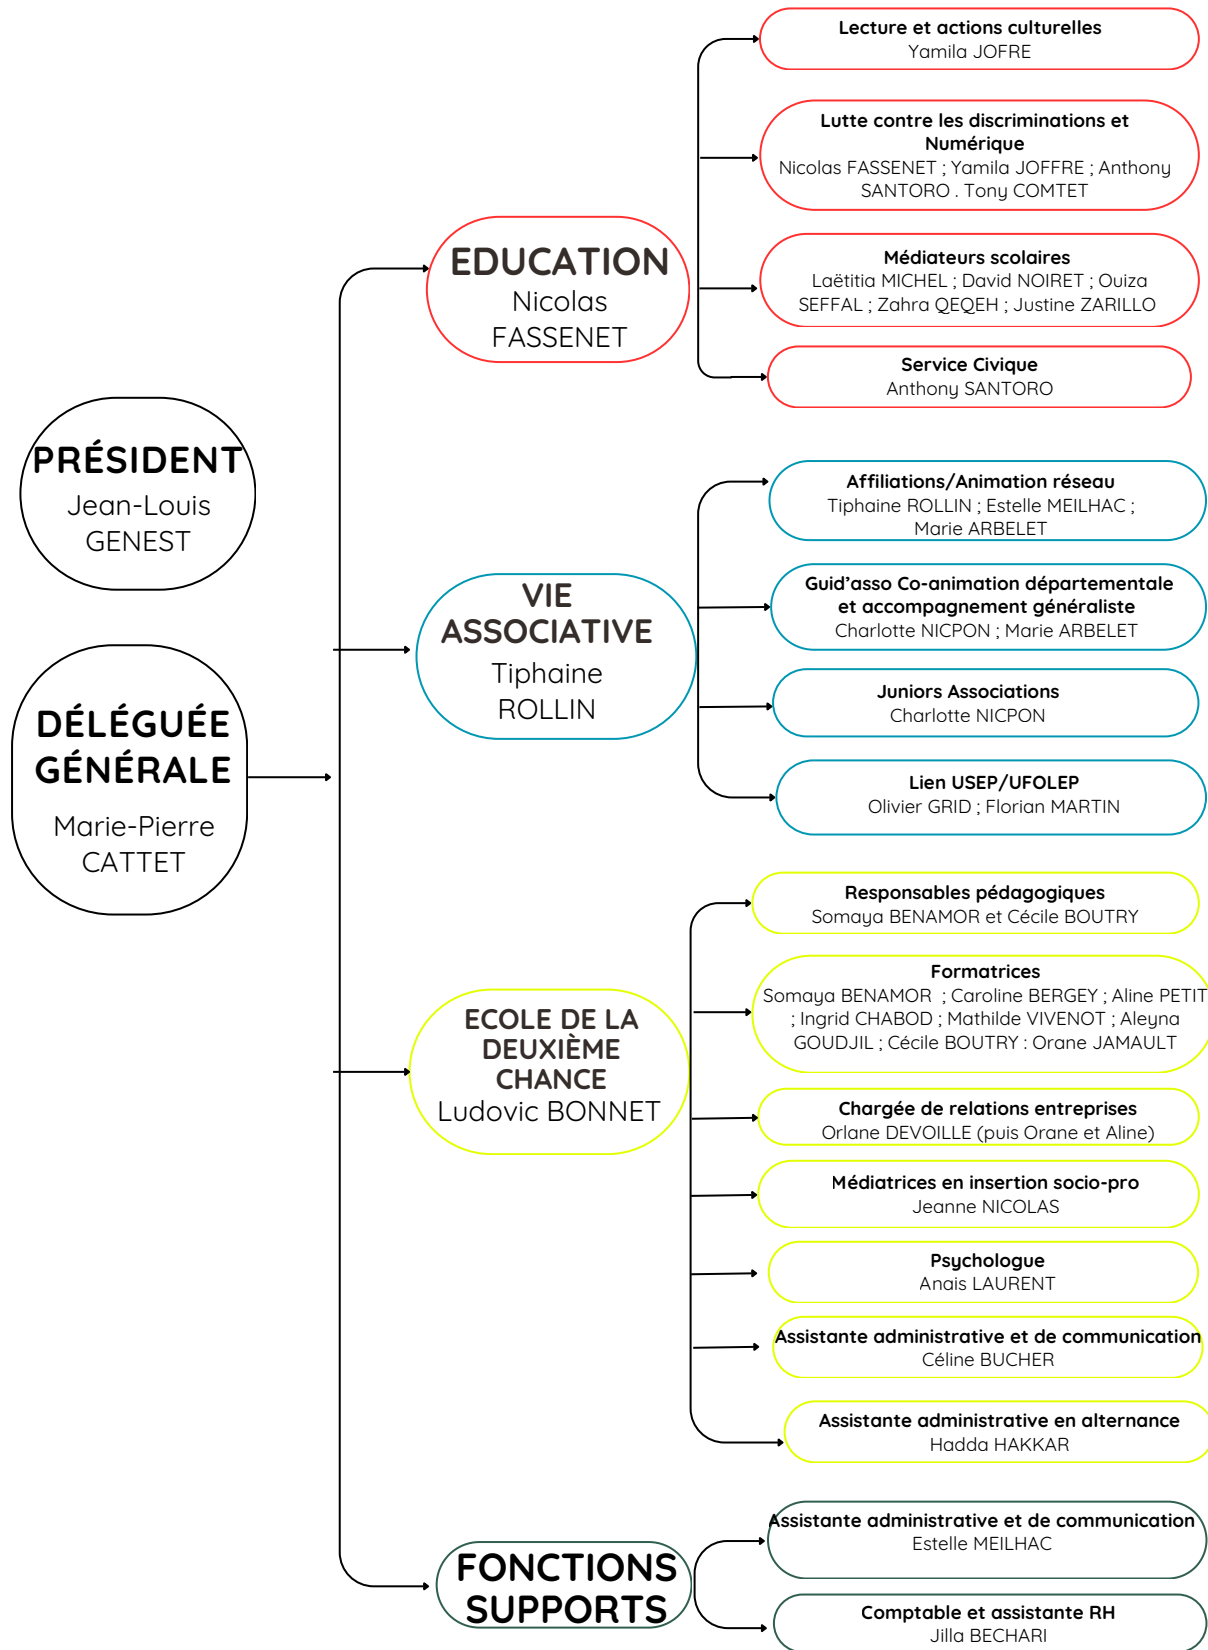 PRÉSIDENT
Jean-Louis
GENEST
DÉLÉGUÉE
GÉNÉRALE
Marie-Pierre
CATTET
EDUCATION
Nicolas
FASSENET
Lecture et actions culturelles
Yamila JOFRE
Lutte contre les discriminations et
Numérique
Nicolas FASSENET ; Yamila JOFFRE ; Anthony
SANTORO . Tony COMTET
Médiateurs scolaires
Laëtitia MICHEL ; David NOIRET ; Ouiza
SEFFAL ; Zahra QEQEH ; Justine ZARILLO
Service Civique
Anthony SANTORO
VIE
ASSOCIATIVE
Tiphaine
ROLLIN
Affiliations/Animation réseau
Tiphaine ROLLIN ; Estelle MEILHAC ;
Marie ARBELET
Guid'asso Co-animation départementale
et accompagnement généraliste
Charlotte NICPON ; Marie ARBELET
Juniors Associations
Charlotte NICPON
Lien USEP/UFOLEP
Olivier GRID ; Florian MARTIN
ECOLE DE LA
DEUXIÈME
CHANCE
Ludovic BONNET
Responsables pédagogiques
Somaya BENAMOR et Cécile BOUTRY
Formatrices
Somaya BENAMOR  ; Caroline BERGEY ; Aline PETIT
; Ingrid CHABOD ; Mathilde VIVENOT ; Aleyna
GOUDJIL ; Cécile BOUTRY : Orane JAMAULT
Chargée de relations entreprises
Orlane DEVOILLE (puis Orane et Aline)
Médiatrices en insertion socio-pro
Jeanne NICOLAS
Psychologue
Anais LAURENT
Assistante administrative et de communication
Céline BUCHER
Assistante administrative en alternance
Hadda HAKKAR
FONCTIONS
SUPPORTS
Assistante administrative et de communication
Estelle MEILHAC
Comptable et assistante RH
Jilla BECHARI